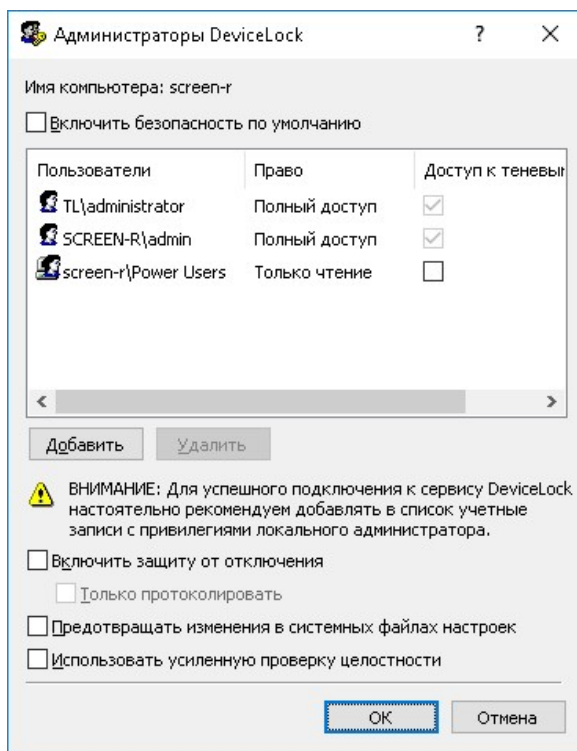 Администраторы DeviceLock
Имя компьютера: screen-r
Включить безопасность по умолчанию
Пользователи Право Доступ к теневым
TL\administrator Полный доступ
SCREEN-R\admin Полный доступ
screen-r\Power Users Только чтение
Добавить Удалить
ВНИМАНИЕ: Для успешного подключения к сервису DeviceLock
настоятельно рекомендуем добавлять в список учетные
записи с привилегиями локального администратора.
Включить защиту от отключения
Только протоколировать
Предотвращать изменения в системных файлах настроек
Использовать усиленную проверку целостности
ОК Отмена